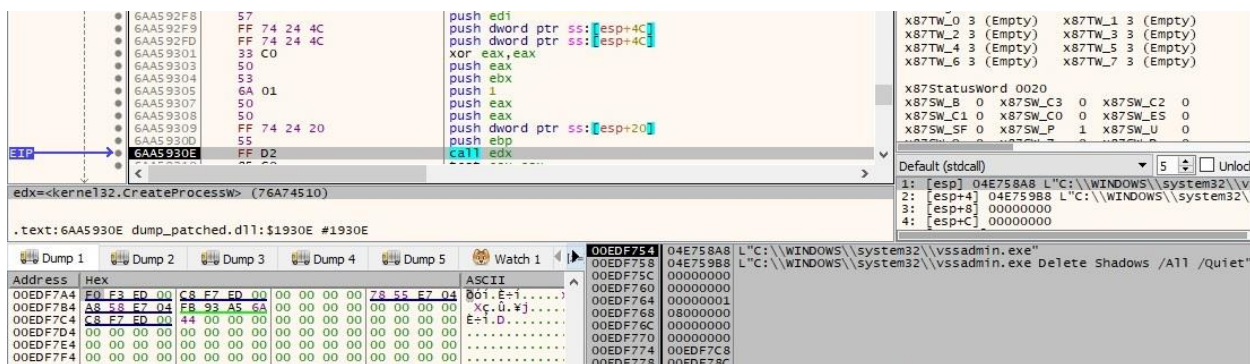 6AA592F8 57 push edi
6AA592F9 FF 74 24 4C push dword ptr ss:[esp+4C]
6AA592FD FF 74 24 4C push dword ptr ss:[esp+4C]
6AA59301 33 C0 xor eax,eax
6AA59303 50 push eax
6AA59304 53 push ebx
6AA59305 6A 01 push 1
6AA59307 50 push eax
6AA59308 50 push eax
6AA59309 FF 74 24 20 push dword ptr ss:[esp+20]
6AA5930D 55 push ebp
EIP 6AA5930E FF D2 call edx
x87TW_0 3 (Empty) x87TW_1 3 (Empty)
x87TW_2 3 (Empty) x87TW_3 3 (Empty)
x87TW_4 3 (Empty) x87TW_5 3 (Empty)
x87TW_6 3 (Empty) x87TW_7 3 (Empty)
x87StatusWord 0020
x87SW_B 0 x87SW_C3 0 x87SW_C2 0
x87SW_C1 0 x87SW_C0 0 x87SW_ES 0
x87SW_SF 0 x87SW_P 1 x87SW_U 0
Default (stdcall) 5 Unlock
1: [esp] 04E758A8 L"C:\\WINDOWS\\system32\\v
2: [esp+4] 04E759B8 L"C:\\WINDOWS\\system32\
3: [esp+8] 00000000
4: [esp+C] 00000000
edx=<kernel32.CreateProcessW> (76A74510)
.text:6AA5930E dump_patched.dll:$1930E #1930E
Dump 1 Dump 2 Dump 3 Dump 4 Dump 5 Watch 1
Address Hex ASCII
00EDF7A4 F0 F3 ED 00 C8 F7 ED 00 00 00 00 00 78 55 E7 04
00EDF7B4 A8 58 E7 04 FB 93 A5 6A 00 00 00 00 00 00 00 00
00EDF7C4 C8 F7 ED 00 44 00 00 00 00 00 00 00 00 00 00 00
00EDF7D4 00 00 00 00 00 00 00 00 00 00 00 00 00 00 00 00
00EDF7E4 00 00 00 00 00 00 00 00 00 00 00 00 00 00 00 00
00EDF7F4 00 00 00 00 00 00 00 00 00 00 00 00 00 00 00 00
00EDF754 04E758A8 L"C:\\WINDOWS\\system32\\vssadmin.exe"
00EDF758 04E759B8 L"C:\\WINDOWS\\system32\\vssadmin.exe Delete Shadows /All /Quiet"
00EDF75C 00000000
00EDF760 00000000
00EDF764 00000001
00EDF768 08000000
00EDF76C 00000000
00EDF770 00000000
00EDF774 00EDF7C8
00EDF778 00EDF78C